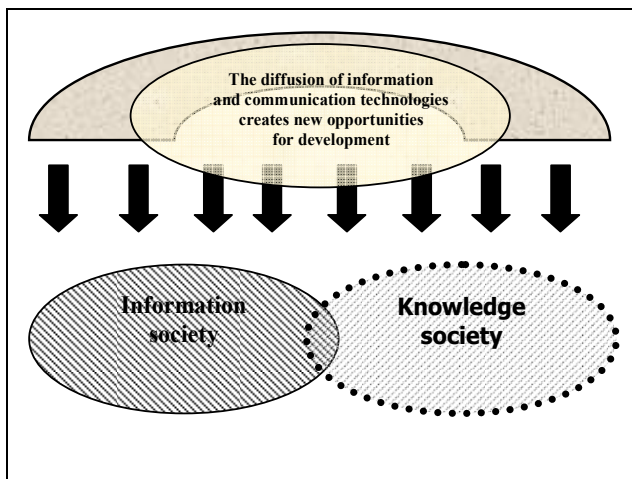 The diffusion of information
and communication technologies
creates new opportunities
for development
Information
society
Knowledge
society